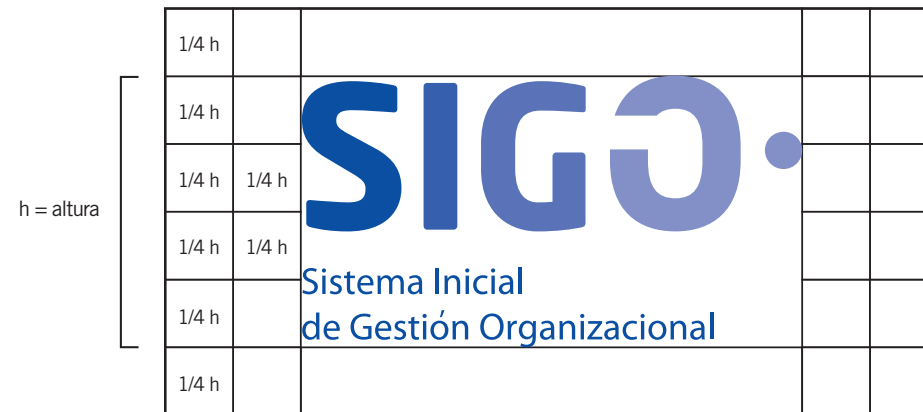 1/4 h
1/4 h
1/4 h 1/4 h
h = altura
1/4 h 1/4 h
1/4 h
1/4 h
SIGO
Sistema Inicial
de Gestión Organizacional